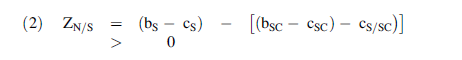 (2) Z_N/S = (b_S − c_S) − [(b_SC − c_SC) − c_S/SC)]
> 0